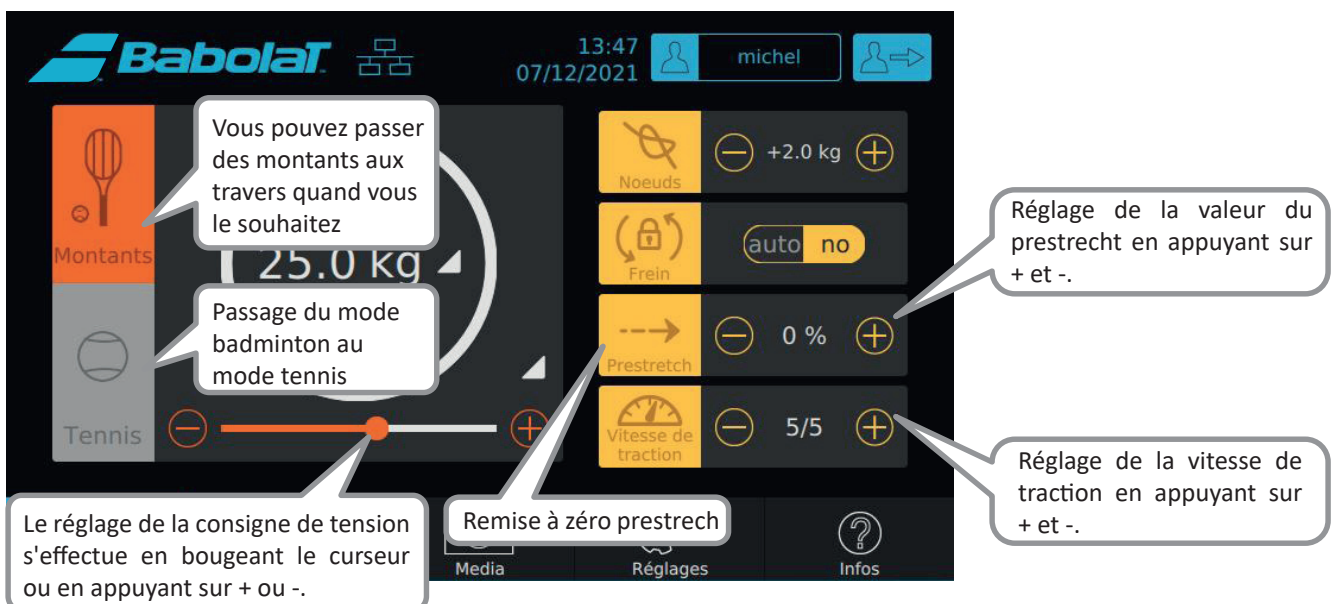 BabolaT
13:47
07/12/2021
michel
Vous pouvez passer
des montants aux
travers quand vous
le souhaitez
Montants
25.0 kg
Passage du mode
badminton au
mode tennis
Tennis
Noeuds
+2.0 kg
Frein
auto no
Prestretch
0 %
Vitesse de
traction
5/5
Réglage de la valeur du
prestrecht en appuyant sur
+ et -.
Réglage de la vitesse de
traction en appuyant sur
+ et -.
Le réglage de la consigne de tension
s'effectue en bougeant le curseur
ou en appuyant sur + ou -.
Remise à zéro prestrech
Media
Réglages
Infos